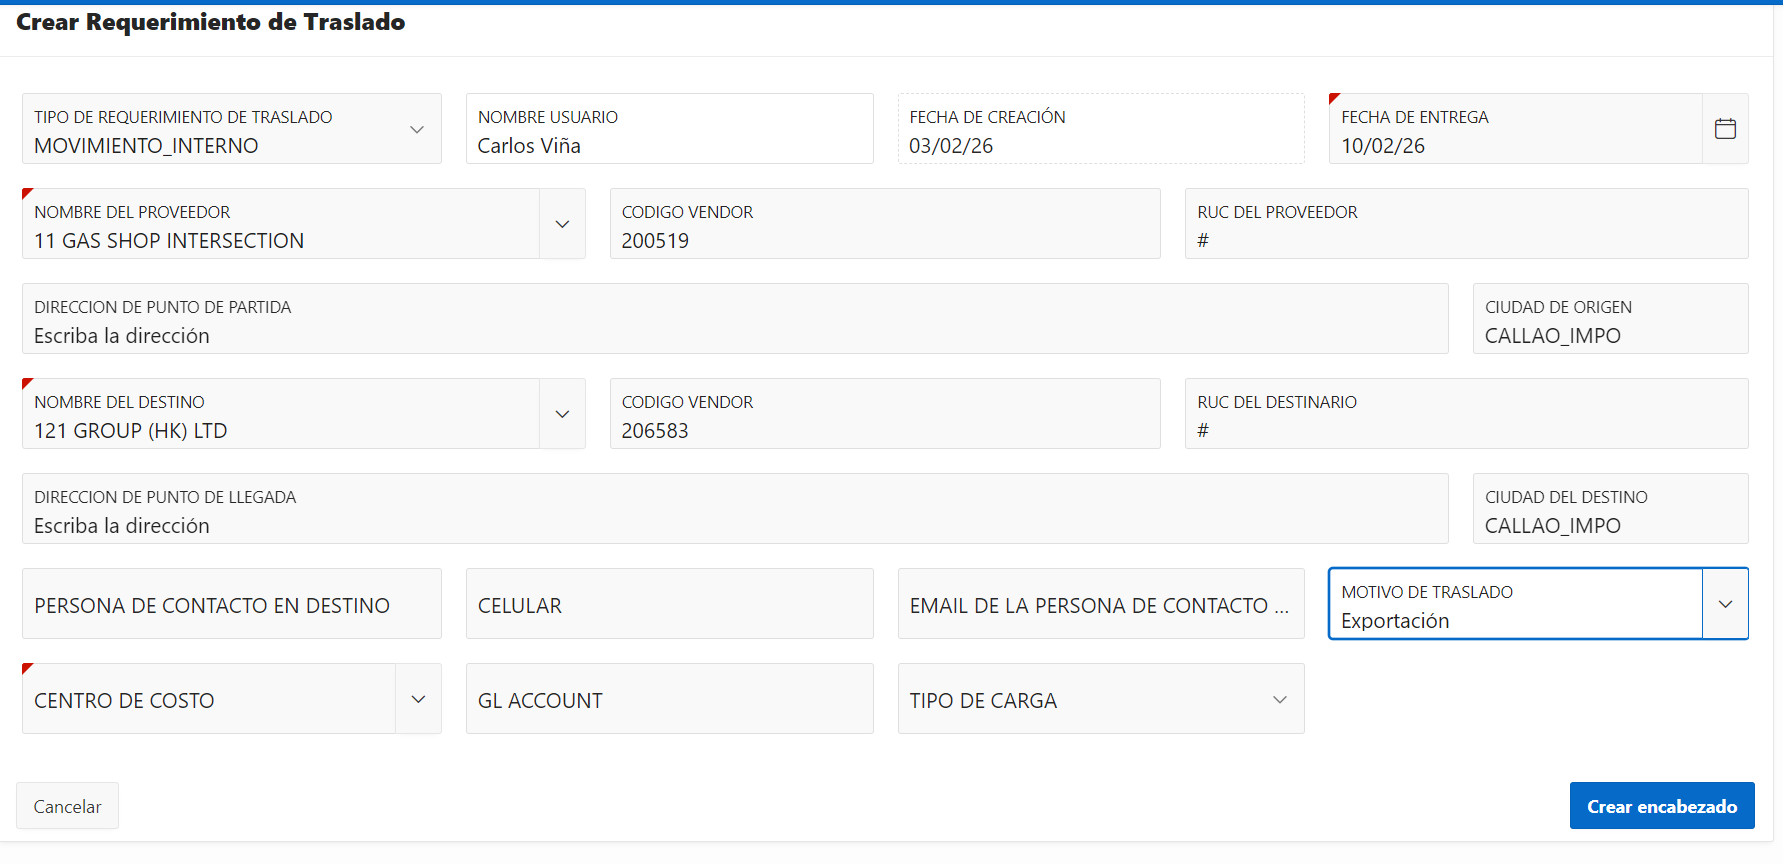 Crear Requerimiento de Traslado
TIPO DE REQUERIMIENTO DE TRASLADO
MOVIMIENTO_INTERNO
NOMBRE USUARIO
Carlos Viña
FECHA DE CREACIÓN
03/02/26
FECHA DE ENTREGA
10/02/26
NOMBRE DEL PROVEEDOR
11 GAS SHOP INTERSECTION
CODIGO VENDOR
200519
RUC DEL PROVEEDOR
#
DIRECCION DE PUNTO DE PARTIDA
Escriba la dirección
CIUDAD DE ORIGEN
CALLAO_IMPO
NOMBRE DEL DESTINO
121 GROUP (HK) LTD
CODIGO VENDOR
206583
RUC DEL DESTINARIO
#
DIRECCION DE PUNTO DE LLEGADA
Escriba la dirección
CIUDAD DEL DESTINO
CALLAO_IMPO
PERSONA DE CONTACTO EN DESTINO
CELULAR
EMAIL DE LA PERSONA DE CONTACTO ...
MOTIVO DE TRASLADO
Exportación
CENTRO DE COSTO
GL ACCOUNT
TIPO DE CARGA
Cancelar
Crear encabezado